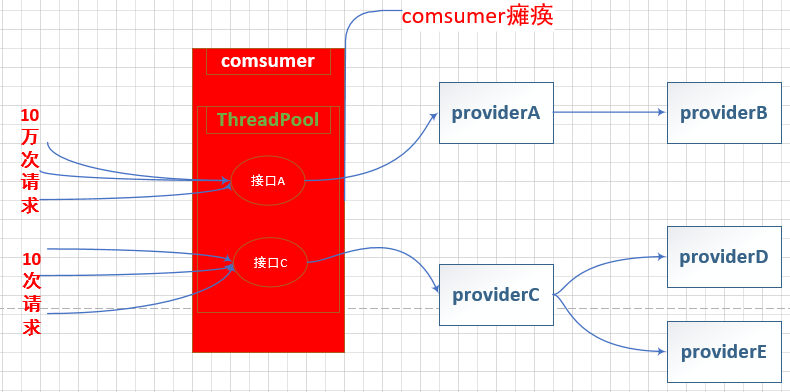 comsumer瘫痪
comsumer
ThreadPool
10
万
次
请
求
接口A
providerA
providerB
10
次
请
求
接口C
providerC
providerD
providerE